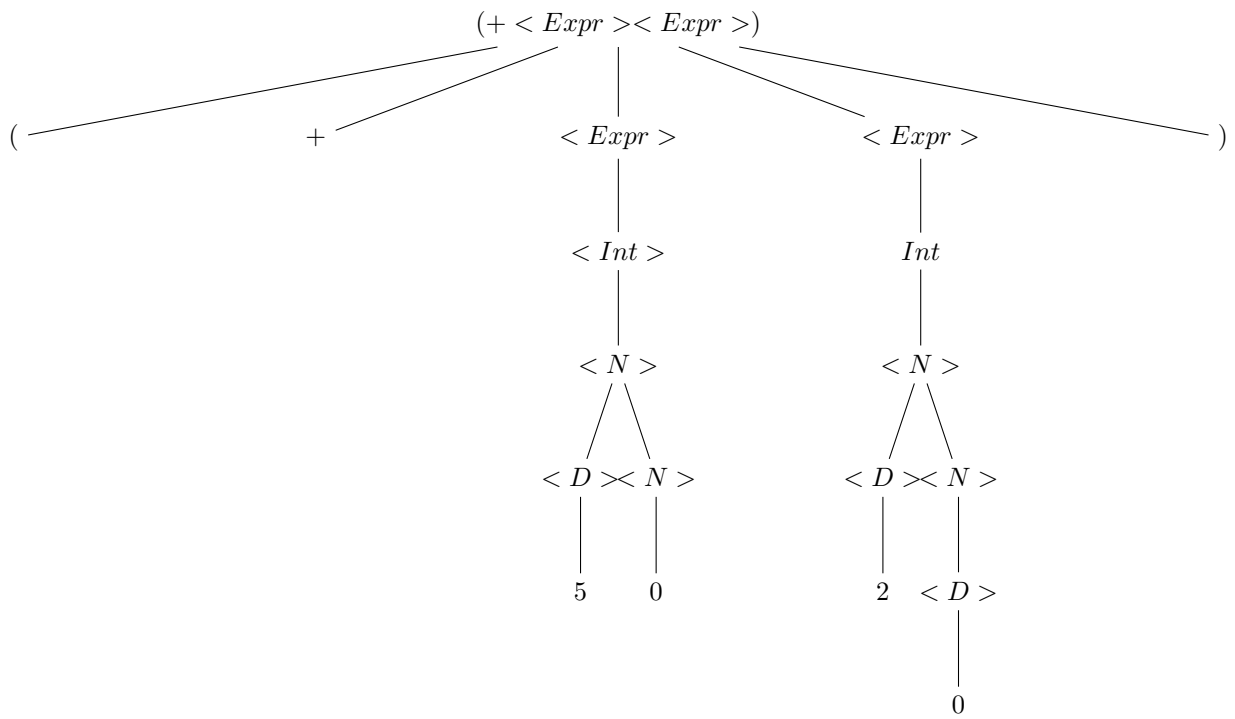 (+ < Expr >< Expr >)
( + < Expr > < Expr > )
< Int > Int
< N > < N >
< D >< N > < D >< N >
5 0 2 < D >
0